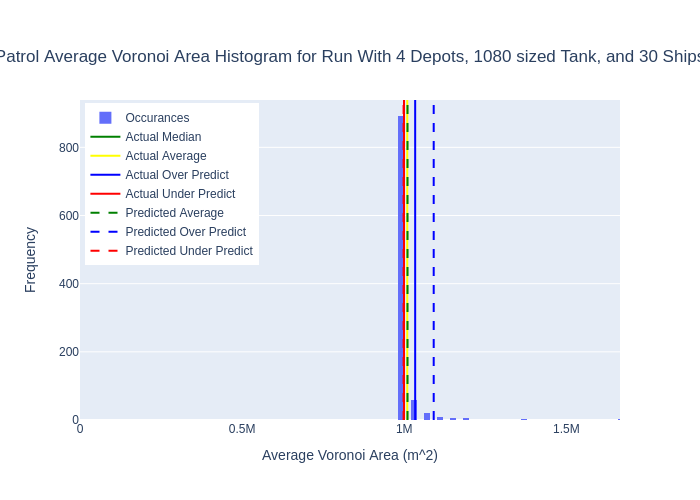 Patrol Average Voronoi Area Histogram for Run With 4 Depots, 1080 sized Tank, and 30 Ships
Occurances
Actual Median
Actual Average
Actual Over Predict
Actual Under Predict
Predicted Average
Predicted Over Predict
Predicted Under Predict
Frequency
800
600
400
200
0
0
0.5M
1M
1.5M
Average Voronoi Area (m^2)